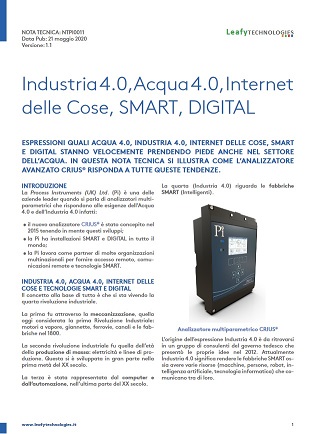 NOTA TECNICA: NTPI0011
Data Pub: 21 maggio 2020
Versione: 1.1
LeafyTECHNOLOGIES
Industria 4.0, Acqua 4.0, Internet
delle Cose, SMART, DIGITAL
ESPRESSIONI QUALI ACQUA 4.0, INDUSTRIA 4.0, INTERNET DELLE COSE, SMART
E DIGITAL STANNO VELOCEMENTE PRENDENDO PIEDE ANCHE NEL SETTORE
DELL'ACQUA. IN QUESTA NOTA TECNICA SI ILLUSTRA COME L'ANALIZZATORE
AVANZATO CRIUS® RISPONDA A TUTTE QUESTE TENDENZE.
INTRODUZIONE
La Process Instruments (UK) Ltd. (Pi) è una delle
aziende leader quando si parla di analizzatori multi-
parametrici che rispondono alle esigenze dell'Acqua
4.0 e dell'Industria 4.0 infatti:
• il nuovo analizzatore CRIUS® è stato concepito nel
2015 tenendo in mente questi sviluppi;
• la Pi ha installazioni SMART e DIGITAL in tutto il
mondo;
• la Pi lavora come partner di molte organizzazioni
multinazionali per fornire accesso remoto, comu-
nicazioni remote e tecnologie SMART.
INDUSTRIA 4.0, ACQUA 4.0, INTERNET DELLE
COSE E TECNOLOGIE SMART E DIGITAL
Il concetto alla base di tutto è che si sta vivendo la
quarta rivoluzione industriale.
La prima fu attraverso la meccanizzazione, quella
oggi considerata la prima Rivoluzione Industriale:
motori a vapore, giannette, ferrovie, canali e le fab-
briche nel 1800.
La seconda rivoluzione industriale fu quella dell'età
della produzione di massa: elettricità e linee di pro-
duzione. Questa si è sviluppata in gran parte nella
prima metà del XX secolo.
La terza è stata rappresentata dai computer e
dall'automazione, nell'ultima parte del XX secolo.
La quarta (Industria 4.0) riguarda le fabbriche
SMART (Intelligenti).
Pi
Analizzatore multiparametrico CRIUS®
L'origine dell'espressione Industria 4.0 è da ritrovarsi
in un gruppo di consulenti del governo tedesco che
presentò le proprie idee nel 2012. Attualmente
Industria 4.0 significa rendere le fabbriche SMART os-
sia avere varie risorse (macchine, persone, robot, in-
telligenza artificiale, tecnologia informatica) che co-
municano tra di loro.
www.leafytechnologies.it
1